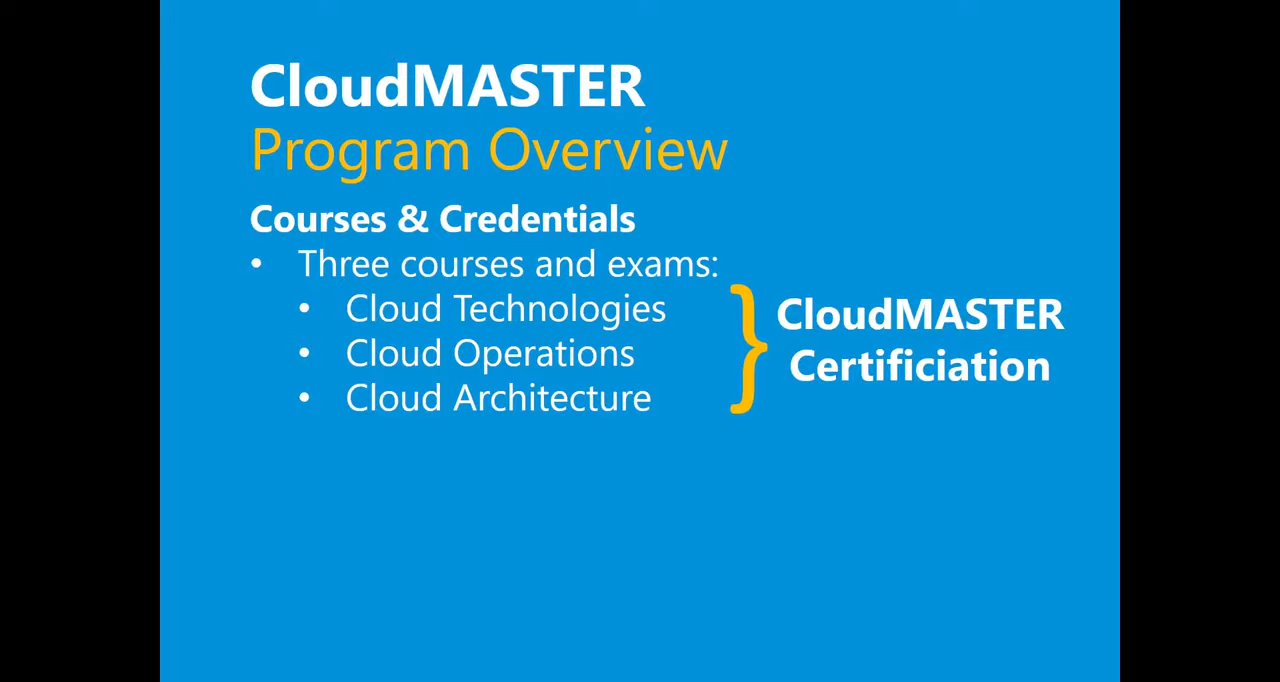 CloudMASTER
Program Overview
Courses & Credentials
• Three courses and exams:
• Cloud Technologies
• Cloud Operations
• Cloud Architecture
CloudMASTER
Certificiation